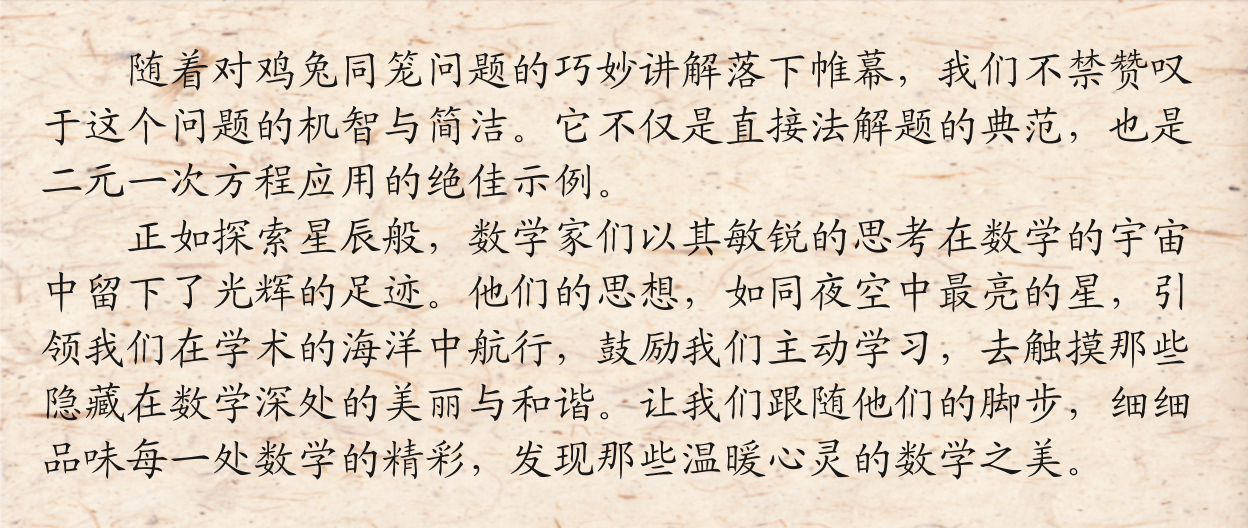 随着对鸡兔同笼问题的巧妙讲解落下帷幕，我们不禁赞叹
于这个问题的机智与简洁。它不仅是直接法解题的典范，也是
二元一次方程应用的绝佳示例。
正如探索星辰般，数学家们以其敏锐的思考在数学的宇宙
中留下了光辉的足迹。他们的思想，如同夜空中最亮的星，引
领我们在学术的海洋中航行，鼓励我们主动学习，去触摸那些
隐藏在数学深处的美丽与和谐。让我们跟随他们的脚步，细细
品味每一处数学的精彩，发现那些温暖心灵的数学之美。